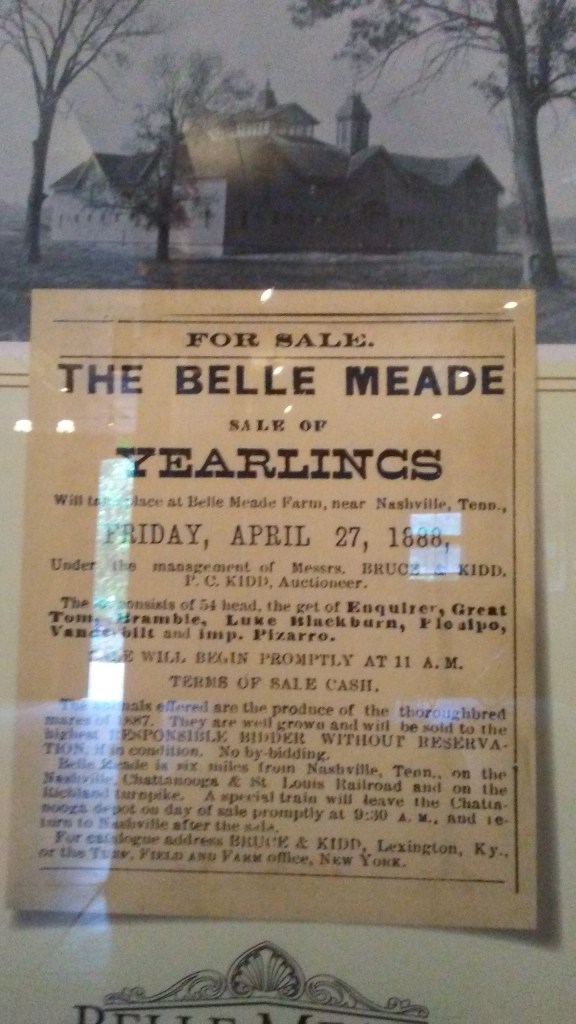 FOR SALE.
THE BELLE MEADE
SALE OF
YEARLINGS
Will take place at Belle Meade Farm, near Nashville, Tenn.,
FRIDAY, APRIL 27, 1888,
Under the management of Messrs. BRUCE & KIDD.
P. C. KIDD, Auctioneer.
The lot consists of 54 head, the get of Enquirer, Great
Tom, Bramble, Luke Blackburn, Plenipo,
Vanderbilt and imp. Pizarro.
SALE WILL BEGIN PROMPTLY AT 11 A. M.
TERMS OF SALE CASH.
The animals offered are the produce of the thoroughbred
mares of 1887. They are well grown and will be sold to the
highest RESPONSIBLE BIDDER WITHOUT RESERVA-
TION, if in condition. No by-bidding.
Belle Meade is six miles from Nashville, Tenn., on the
Nashville, Chattanooga & St. Louis Railroad and on the
Richland turnpike. A special train will leave the Chatta-
nooga depot on day of sale promptly at 9:30 A. M., and re-
turn to Nashville after the sale.
For catalogue address BRUCE & KIDD, Lexington, Ky.,
or the TURF, FIELD AND FARM office, NEW YORK.
BELLE ME